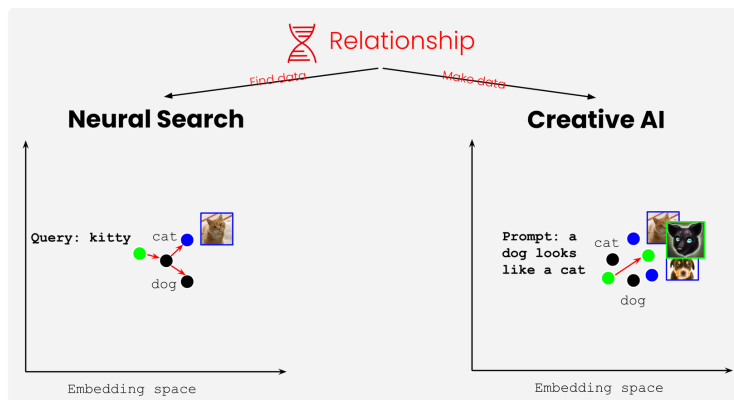 Relationship
Find data
Make data
Neural Search
Creative AI
Query: kitty
cat
dog
Embedding space
Prompt: a
dog looks
like a cat
cat
dog
Embedding space